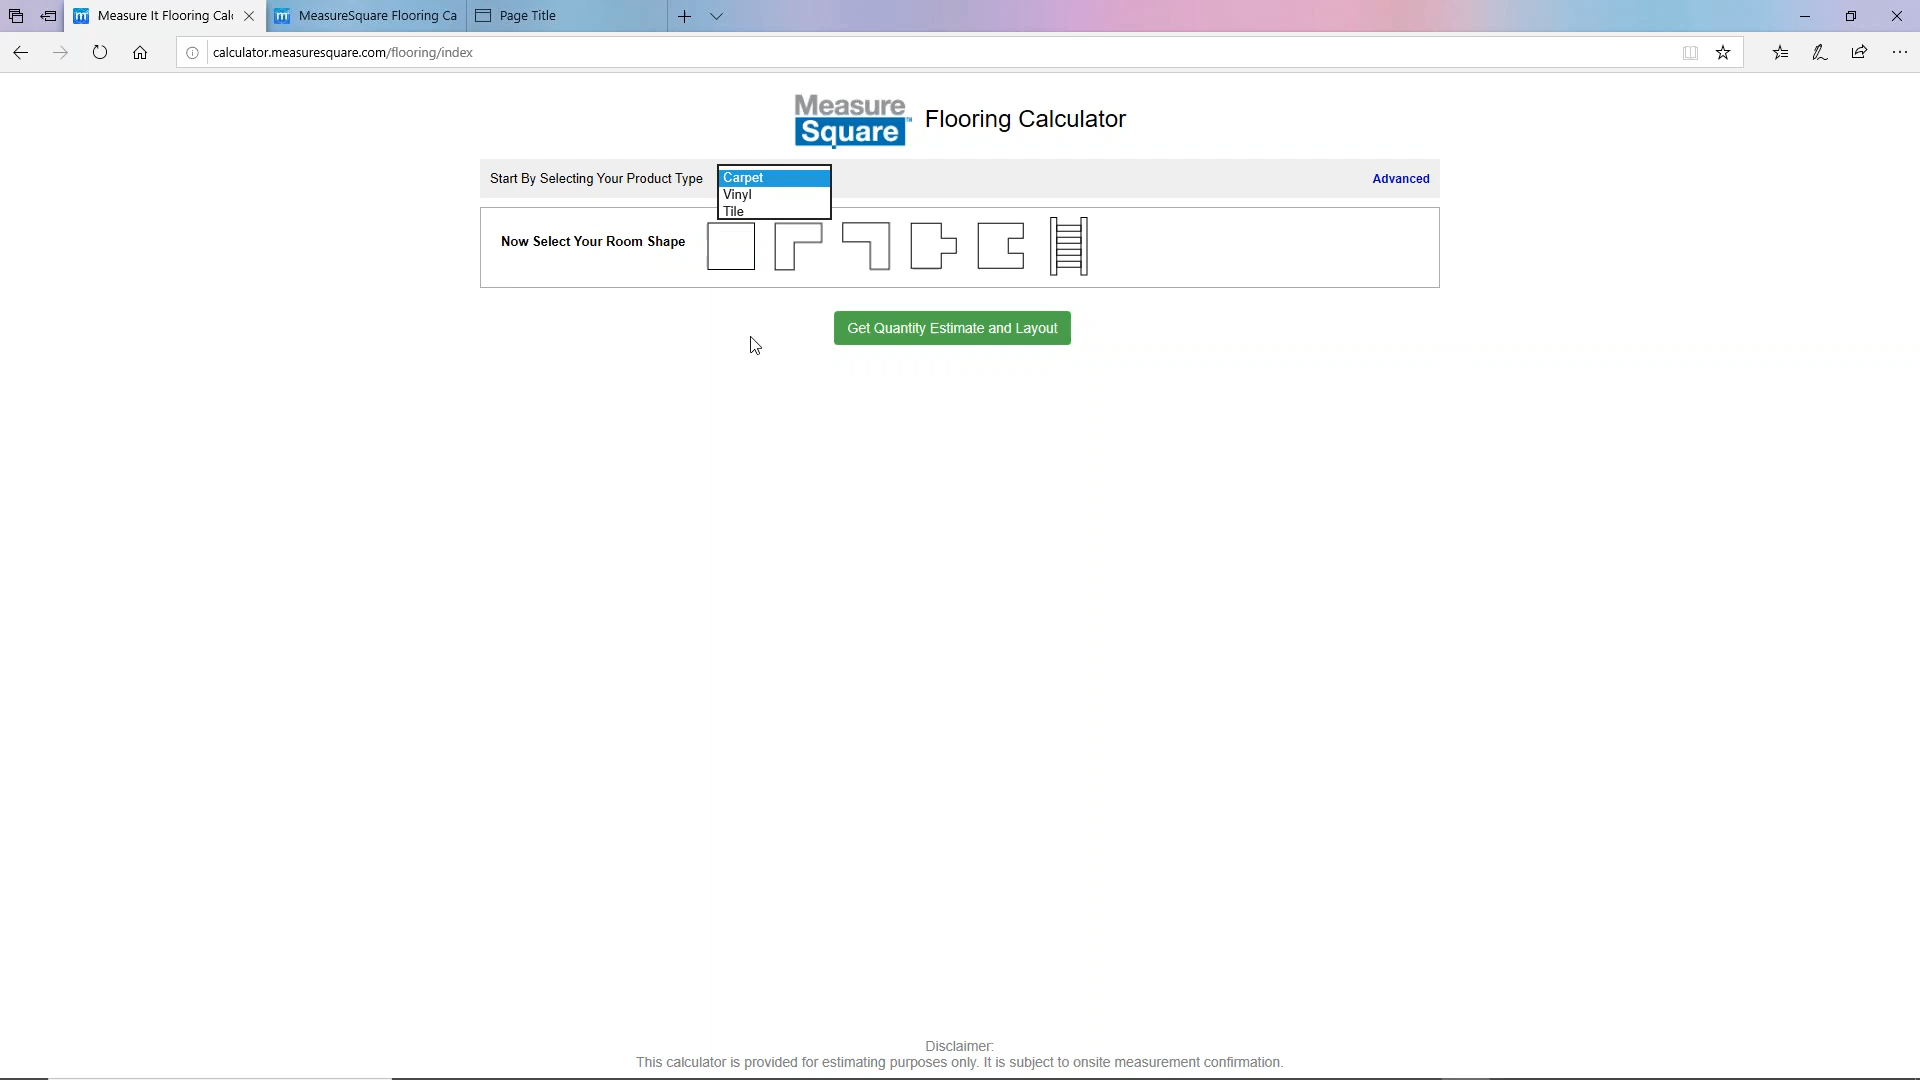 Measure It Flooring Calc
MeasureSquare Flooring Ca
Page Title
calculator.measuresquare.com/flooring/index
Measure
Square™
Flooring Calculator
Start By Selecting Your Product Type
Carpet
Vinyl
Tile
Advanced
Now Select Your Room Shape
Get Quantity Estimate and Layout
Disclaimer:
This calculator is provided for estimating purposes only. It is subject to onsite measurement confirmation.